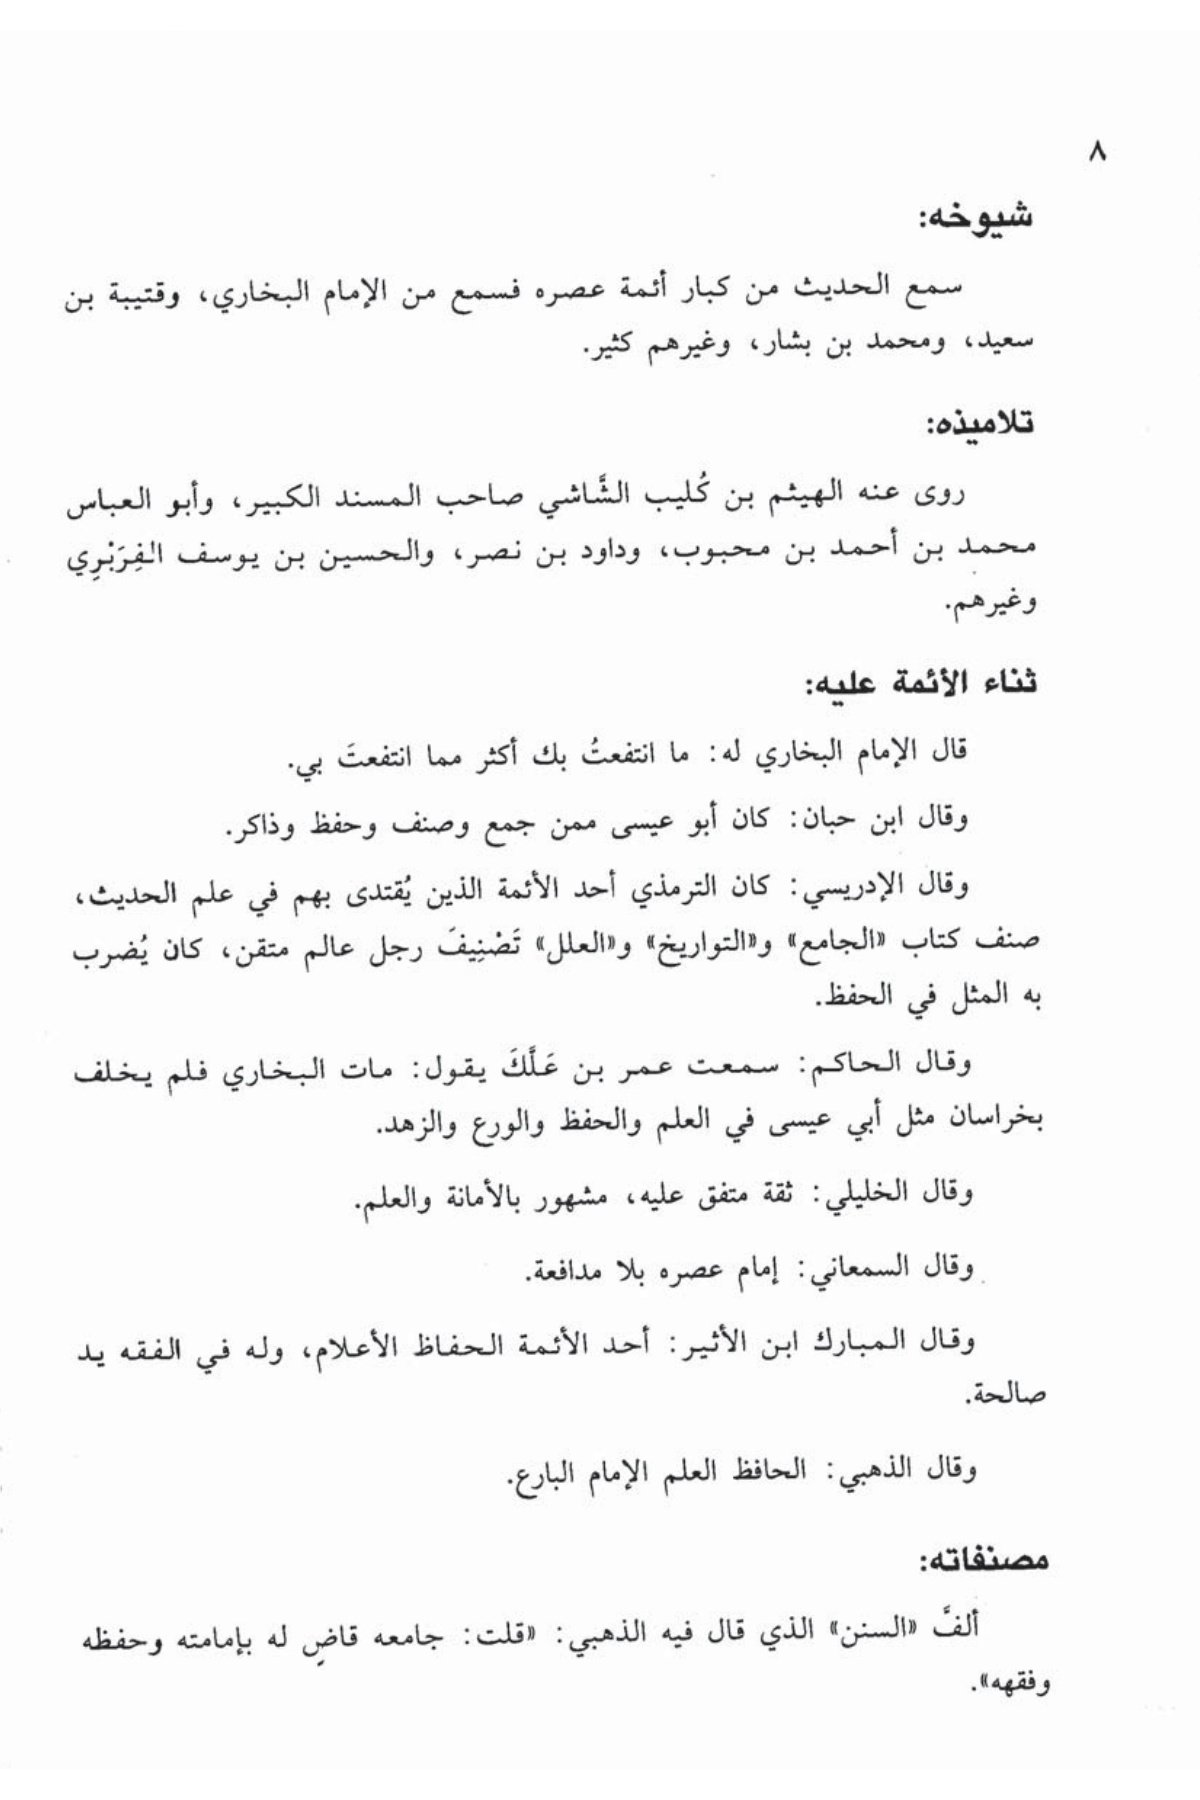 ٨
شيوخه:
سمع الحديث من كبار أئمة عصره فسمع من الإمام البخاري، وقتيبة بن
سعيد، ومحمد بن بشار، وغيرهم كثير.
تلاميذه:
روى عنه الهيثم بن كُليب الشَّاشي صاحب المسند الكبير، وأبو العباس
محمد بن أحمد بن محبوب، وداود بن نصر، والحسين بن يوسف الفِرَبْرِي
وغيرهم.
ثناء الأئمة عليه:
قال الإمام البخاري له: ما انتفعتُ بك أكثر مما انتفعتَ بي.
وقال ابن حبان: كان أبو عيسى ممن جمع وصنف وحفظ وذاكر.
وقال الإدريسي: كان الترمذي أحد الأئمة الذين يُقتدى بهم في علم الحديث،
صنف كتاب «الجامع» و«التواريخ» و«العلل» تَصْنِيفَ رجل عالم متقن، كان يُضرب
به المثل في الحفظ.
وقال الحاكم: سمعت عمر بن عَلَّكَ يقول: مات البخاري فلم يخلف
بخراسان مثل أبي عيسى في العلم والحفظ والورع والزهد.
وقال الخليلي: ثقة متفق عليه، مشهور بالأمانة والعلم.
وقال السمعاني: إمام عصره بلا مدافعة.
وقال المبارك ابن الأثير: أحد الأئمة الحفاظ الأعلام، وله في الفقه يد
صالحة.
وقال الذهبي: الحافظ العلم الإمام البارع.
مصنفاته:
ألفَّ «السنن» الذي قال فيه الذهبي: «قلت: جامعه قاضٍ له بإمامته وحفظه
وفقهه».